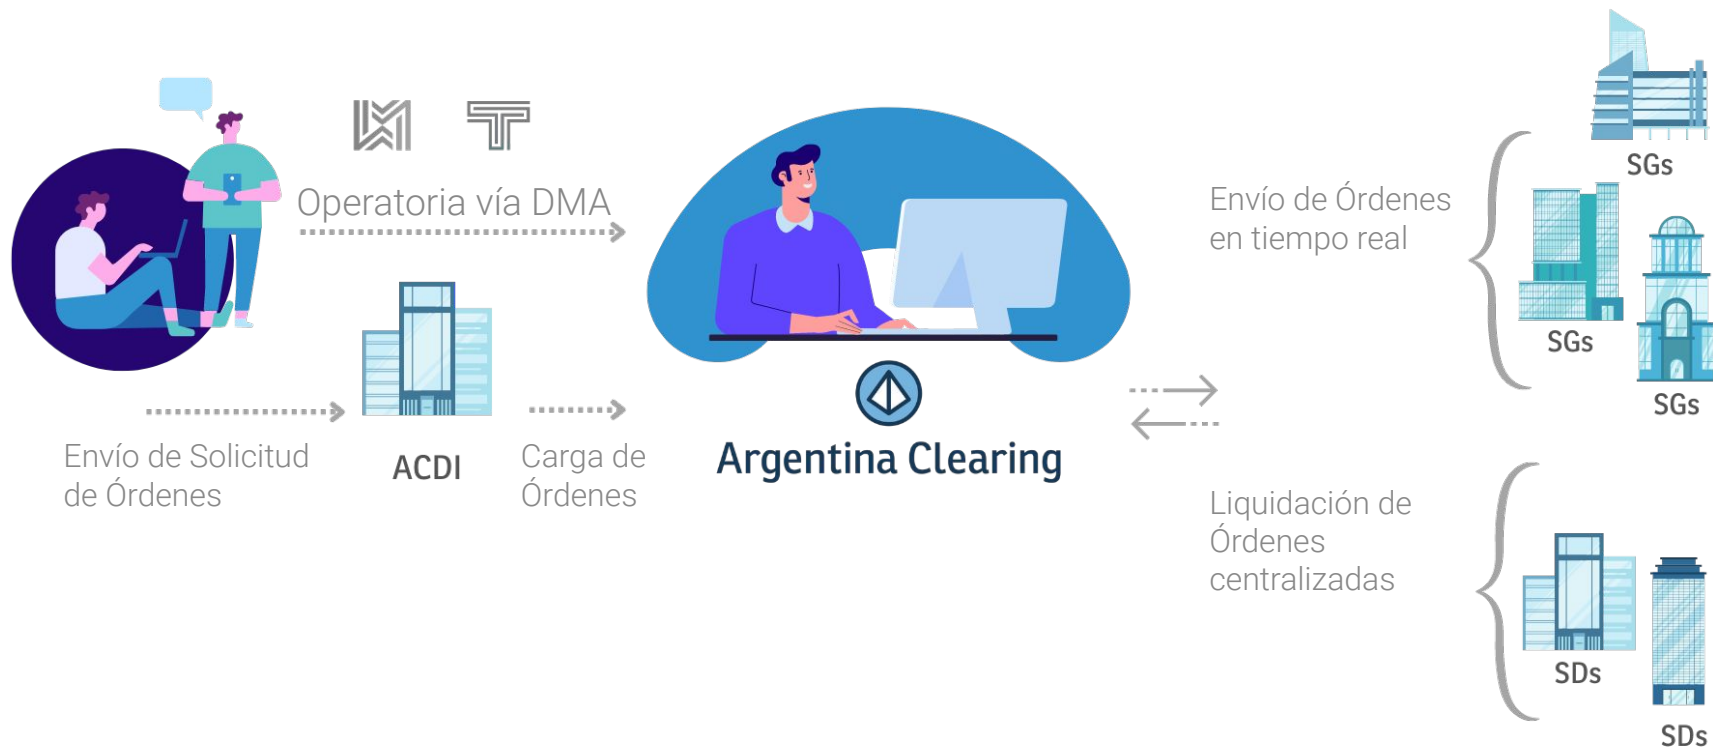 Operatoria vía DMA
Envío de Solicitud
de Órdenes
ACDI
Carga de
Órdenes
Argentina Clearing
Envío de Órdenes
en tiempo real
SGs
SGs
SGs
Liquidación de
Órdenes
centralizadas
SDs
SDs